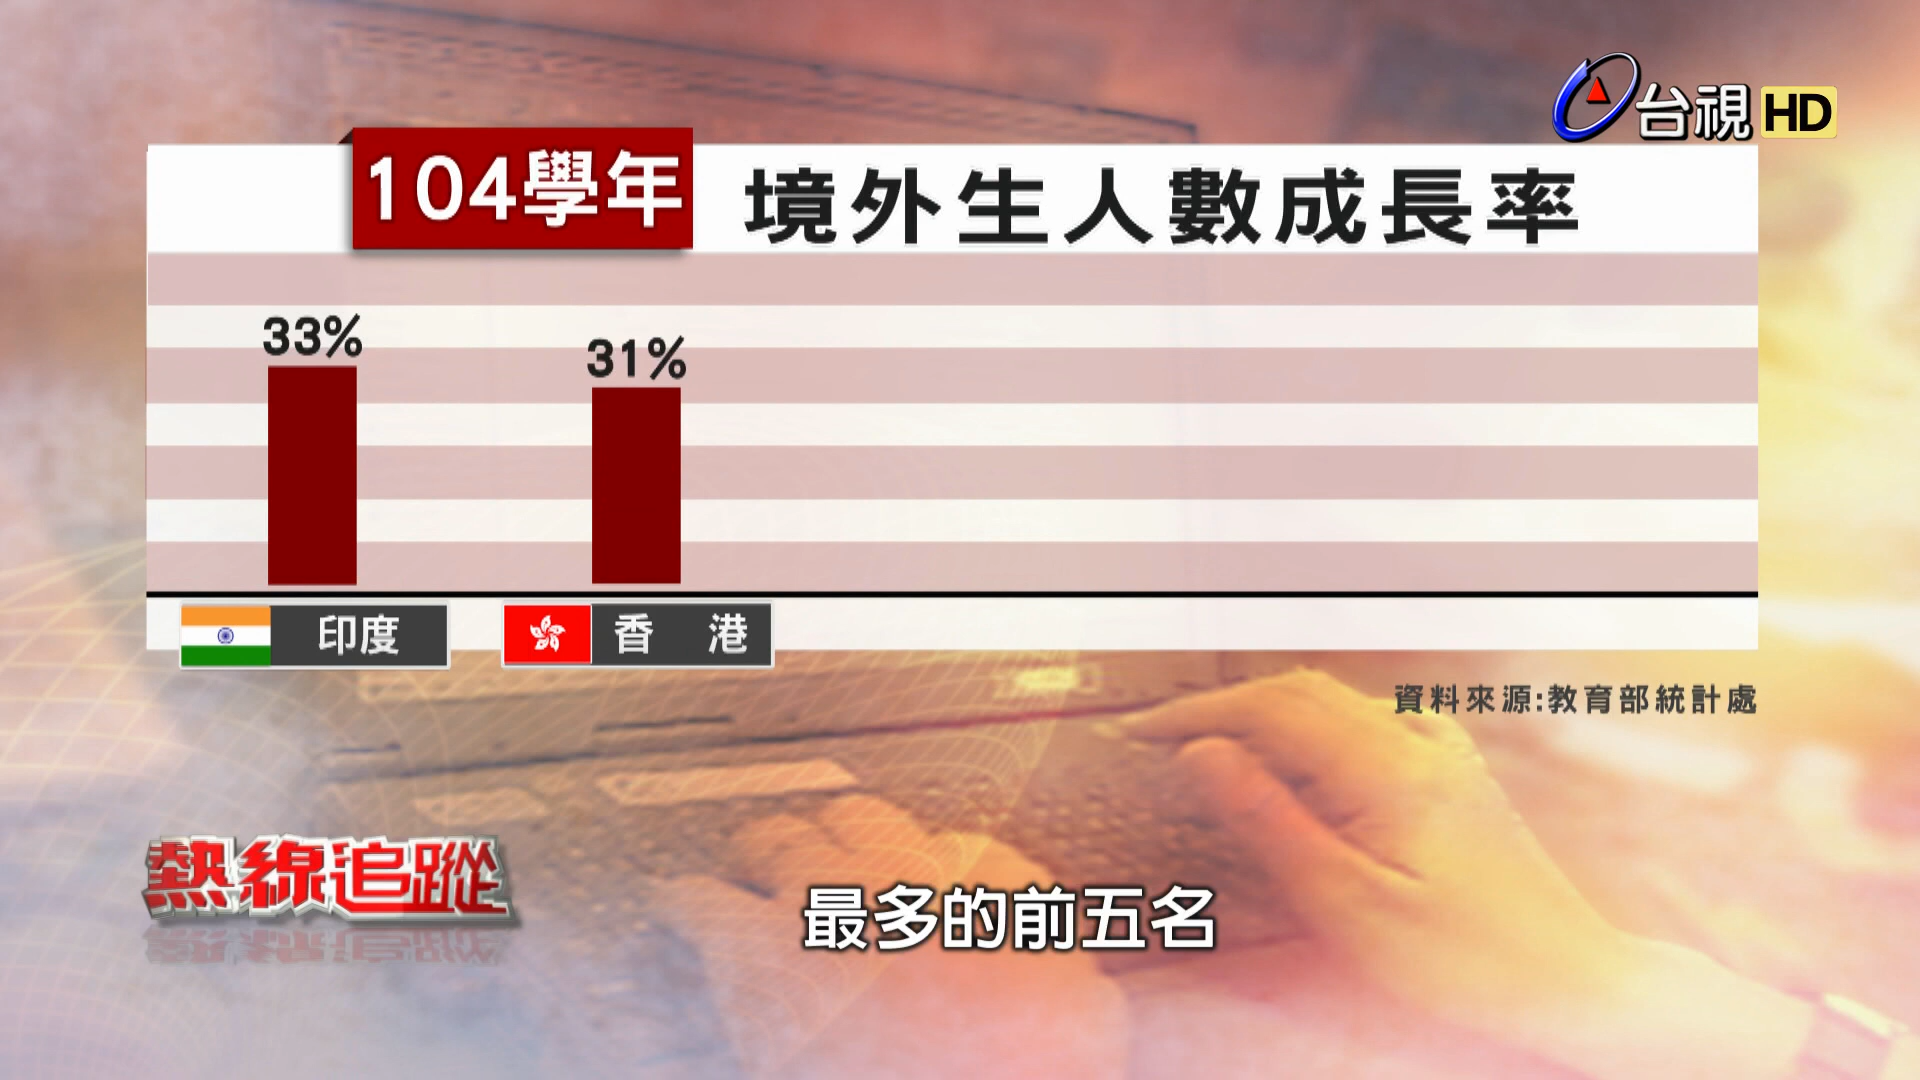 台視HD
104學年 境外生人數成長率
33%
31%
印度
香 港
資料來源:教育部統計處
熱線追蹤
最多的前五名